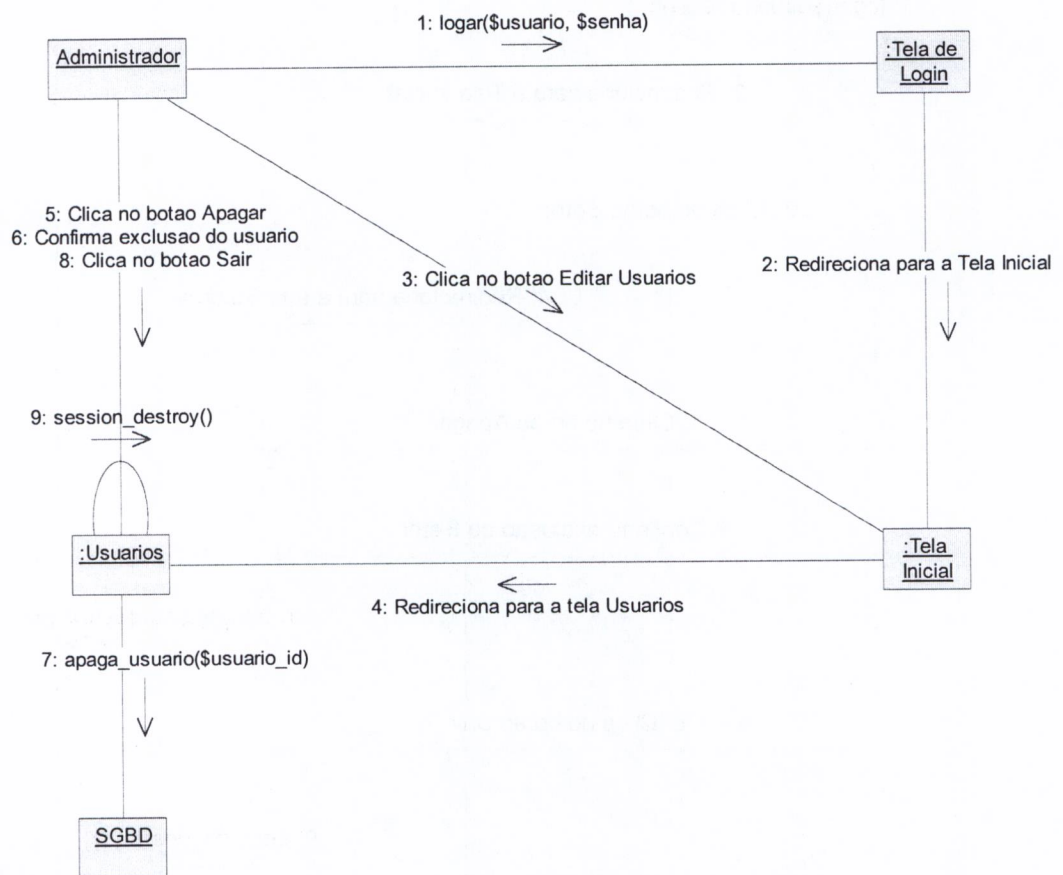 1: logar($usuario, $senha)
Administrador
:Tela de
Login
5: Clica no botao Apagar
6: Confirma exclusao do usuario
8: Clica no botao Sair
3: Clica no botao Editar Usuarios
2: Redireciona para a Tela Inicial
9: session_destroy()
:Usuarios
:Tela
Inicial
4: Redireciona para a tela Usuarios
7: apaga_usuario($usuario_id)
SGBD